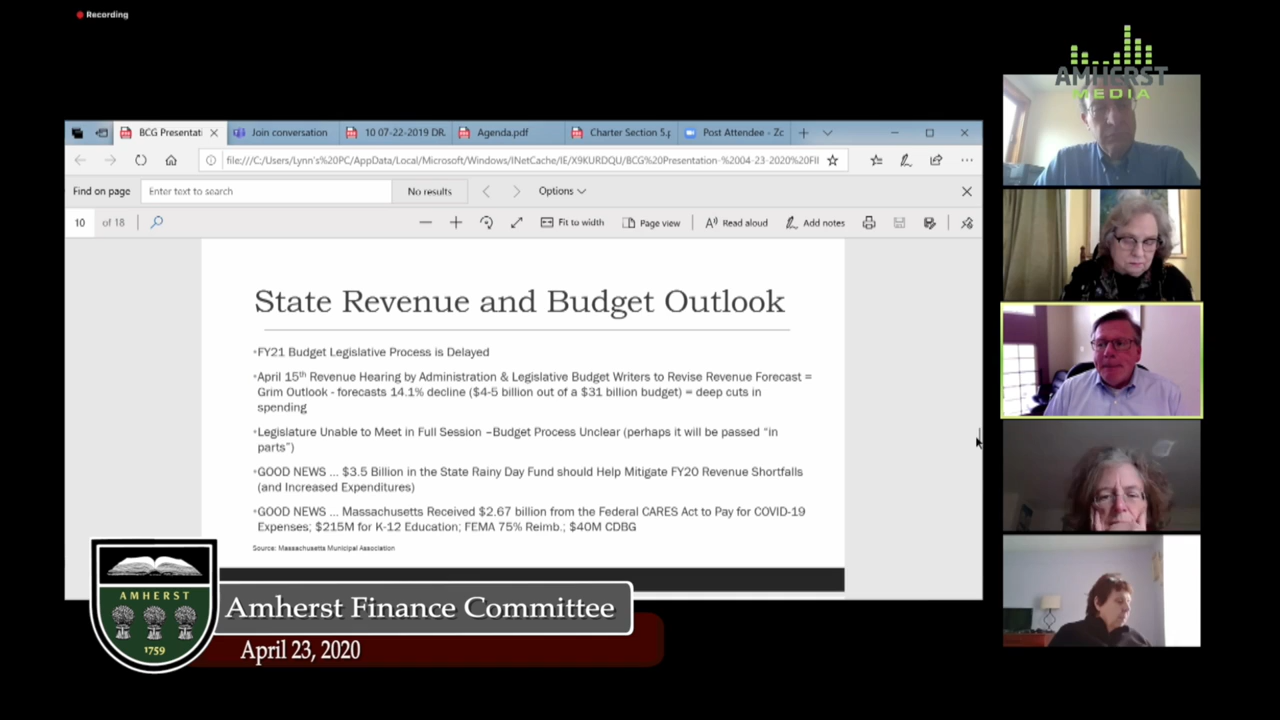 Recording
AMHERST
MEDIA
BCG Presentati
Join conversation
10 07-22-2019 DR.
Agenda.pdf
Charter Section 5.p
Post Attendee - Zc
file:///C:/Users/Lynn's%20PC/AppData/Local/Microsoft/Windows/INetCache/IE/X9KURDQU/BCG%20Presentation-%2004-23-2020%20FII
Find on page
Enter text to search
No results
Options
10 of 18
Fit to width
Page view
Read aloud
Add notes
State Revenue and Budget Outlook
•FY21 Budget Legislative Process is Delayed
•April 15th Revenue Hearing by Administration & Legislative Budget Writers to Revise Revenue Forecast =
Grim Outlook - forecasts 14.1% decline ($4-5 billion out of a $31 billion budget) = deep cuts in
spending
•Legislature Unable to Meet in Full Session –Budget Process Unclear (perhaps it will be passed “in
parts”)
•GOOD NEWS ... $3.5 Billion in the State Rainy Day Fund should Help Mitigate FY20 Revenue Shortfalls
(and Increased Expenditures)
•GOOD NEWS ... Massachusetts Received $2.67 billion from the Federal CARES Act to Pay for COVID-19
Expenses; $215M for K-12 Education; FEMA 75% Reimb.; $40M CDBG
Source: Massachusetts Municipal Association
AMHERST
1759
Amherst Finance Committee
April 23, 2020